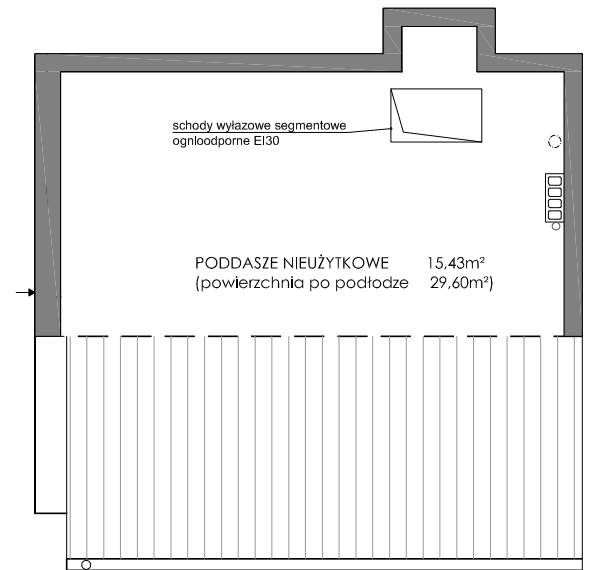 schody wyłazowe segmentowe
ognioodporne EI30
PODDASZE NIEUŻYTKOWE 15,43m²
(powierzchnia po podłodze 29,60m²)